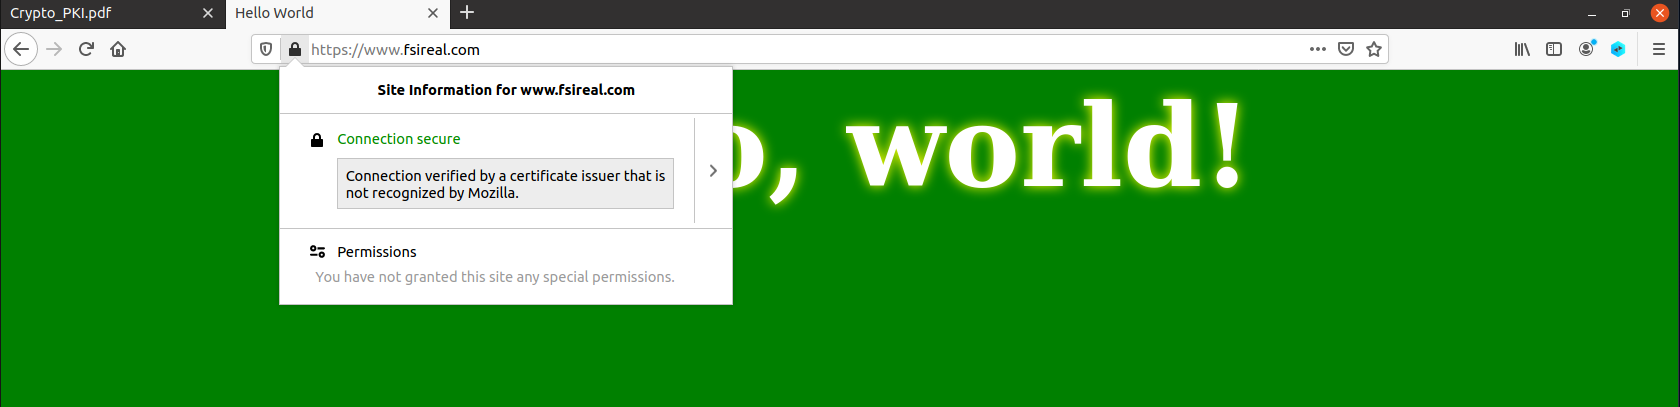 Crypto_PKI.pdf
Hello World
https://www.fsireal.com
Site Information for www.fsireal.com
o, world!
Connection secure
Connection verified by a certificate issuer that is
not recognized by Mozilla.
Permissions
You have not granted this site any special permissions.